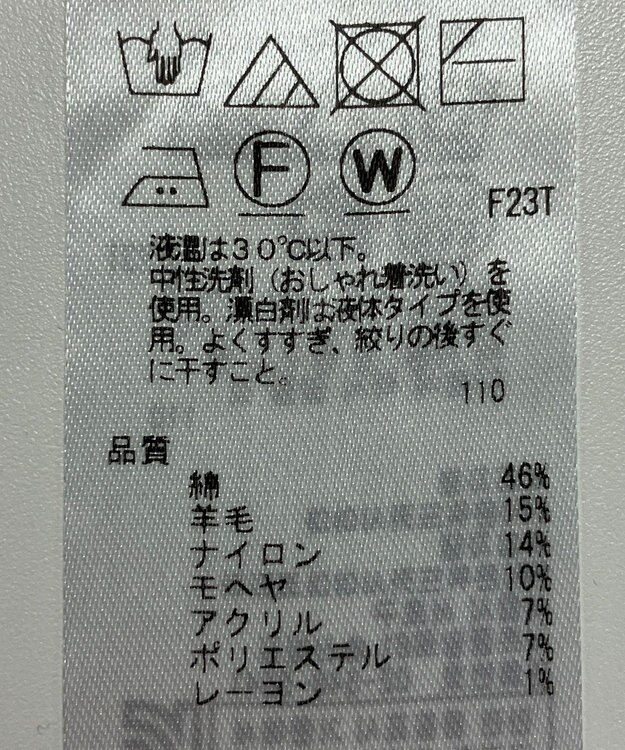 F W
F23T
液温は30℃以下。
中性洗剤（おしゃれ着洗い）を
使用。漂白剤は液体タイプを使
用。よくすすぎ、絞りの後すぐ
に干すこと。
110
品質
綿 46%
羊毛 15%
ナイロン 14%
モヘヤ 10%
アクリル 7%
ポリエステル 7%
レーヨン 1%